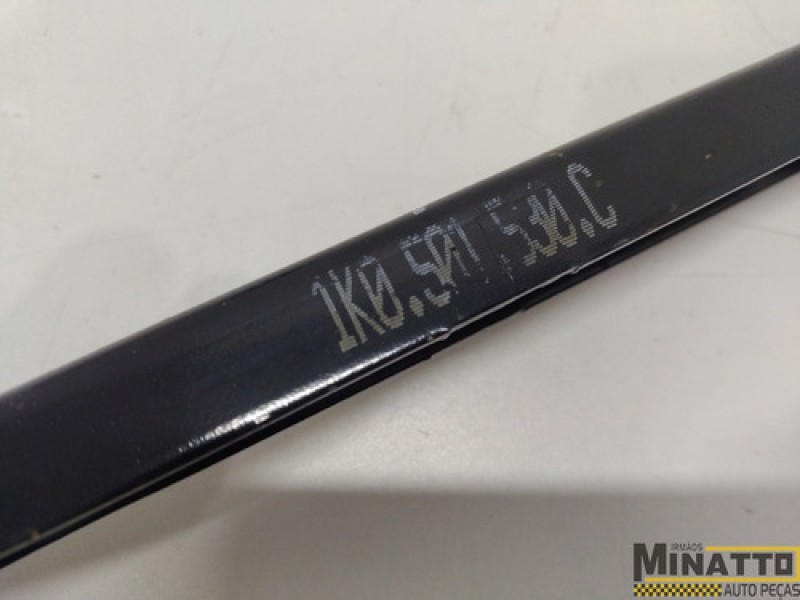 1K0.501.530.C
IRMÃOS
MINATTO
AUTO PEÇAS